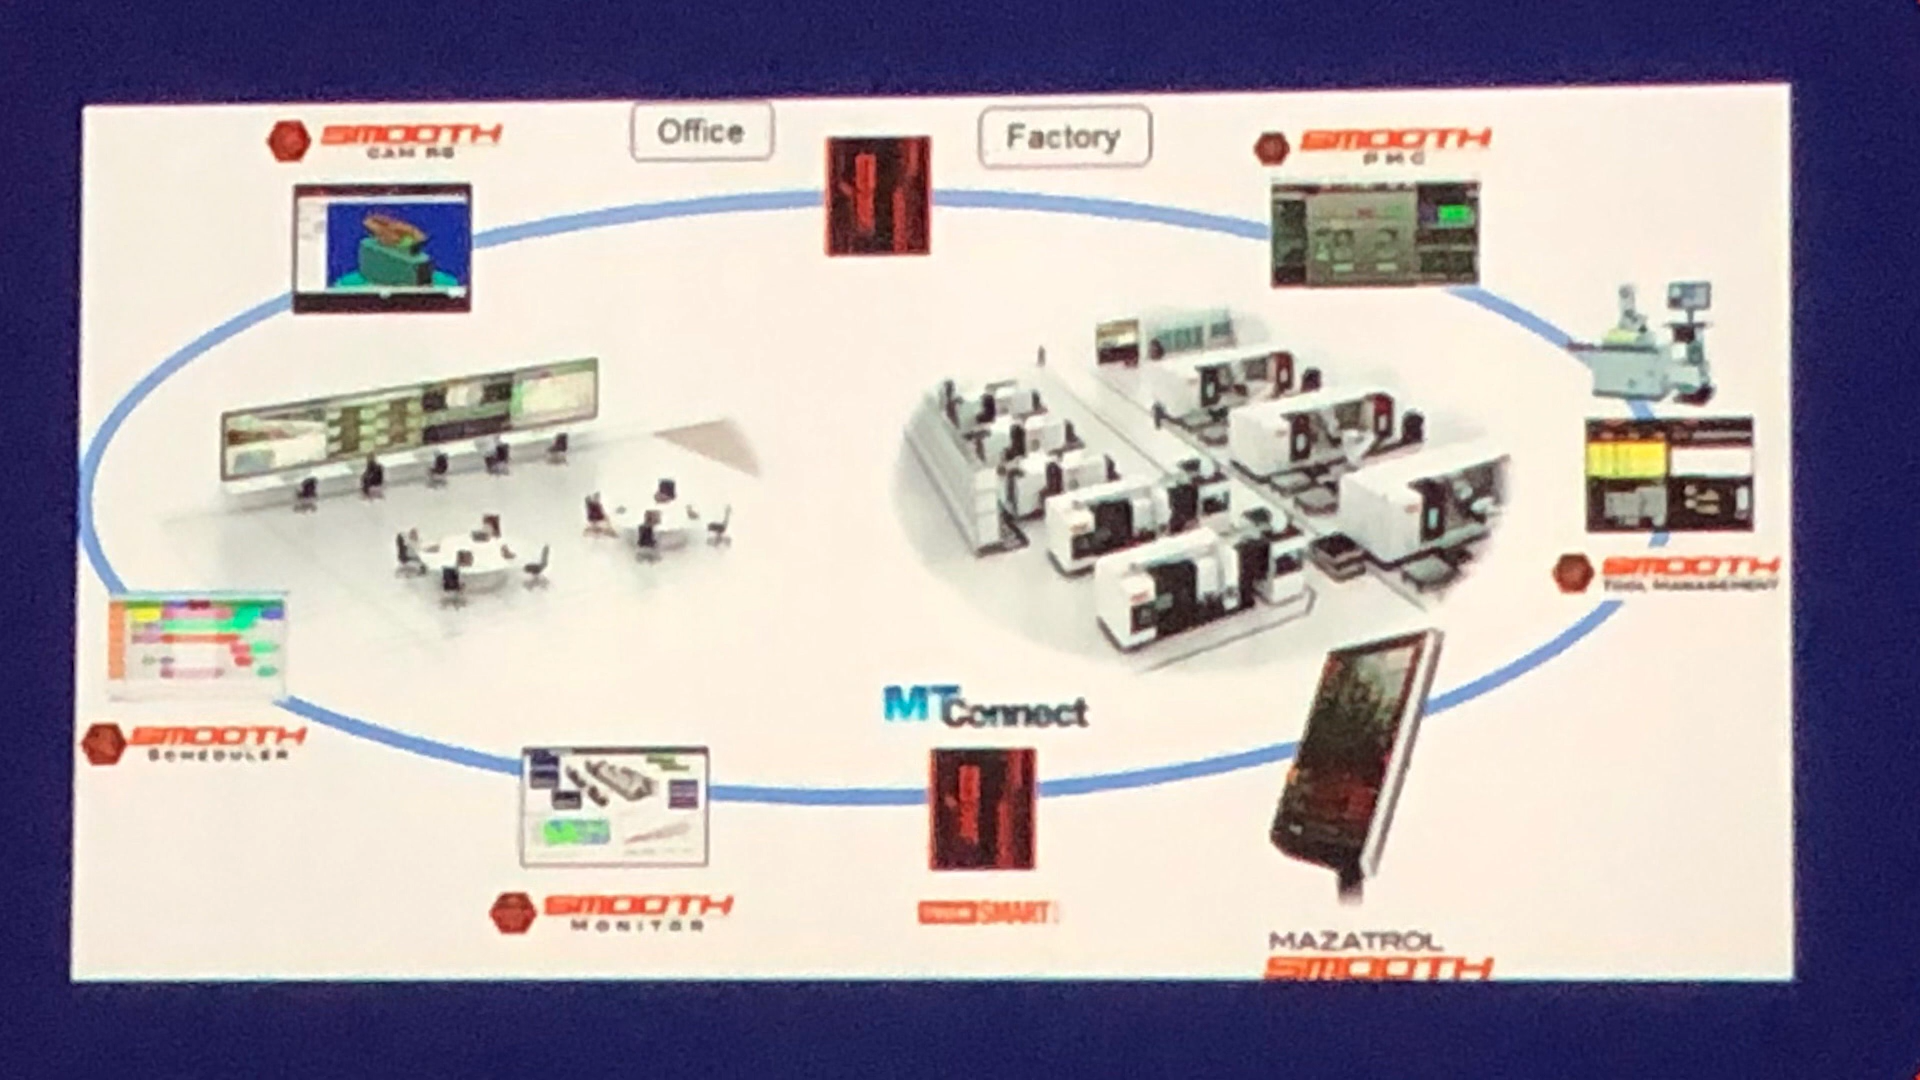 SMOOTH
CAM RS
Office
Factory
SMOOTH
PMC
SMOOTH
TOOL MANAGEMENT
MTConnect
SMOOTH
SCHEDULER
SMOOTH
MONITOR
SMART
MAZATROL
SMOOTH